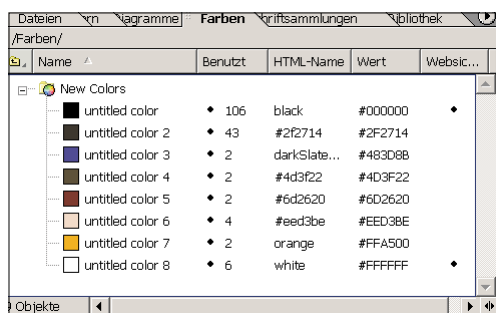 Dateien Diagramme Farben Schriftsammlungen Bibliothek
/Farben/
Name Benutzt HTML-Name Wert Websic...
New Colors
untitled color 106 black #000000
untitled color 2 43 #2f2714 #2F2714
untitled color 3 2 darkSlate... #483D8B
untitled color 4 2 #4d3f22 #4D3F22
untitled color 5 2 #6d2620 #6D2620
untitled color 6 4 #eed3be #EED3BE
untitled color 7 2 orange #FFA500
untitled color 8 6 white #FFFFFF
9 Objekte